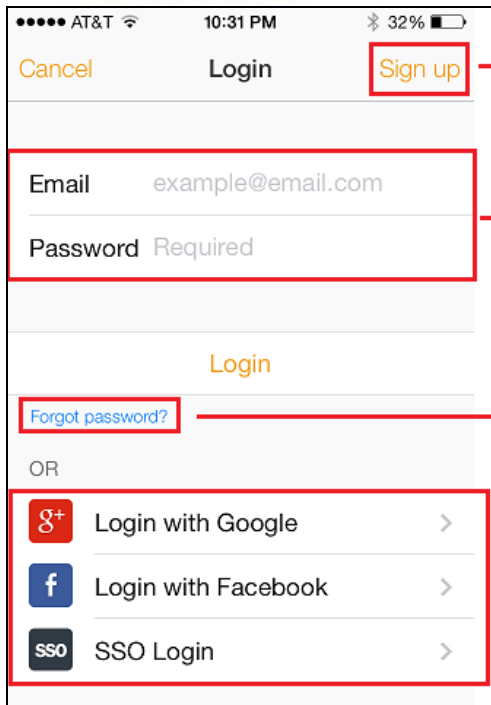 AT&T 10:31 PM 32%
Cancel Login Sign up
Email example@email.com
Password Required
Login
Forgot password?
OR
g+ Login with Google
f Login with Facebook
SSO SSO Login